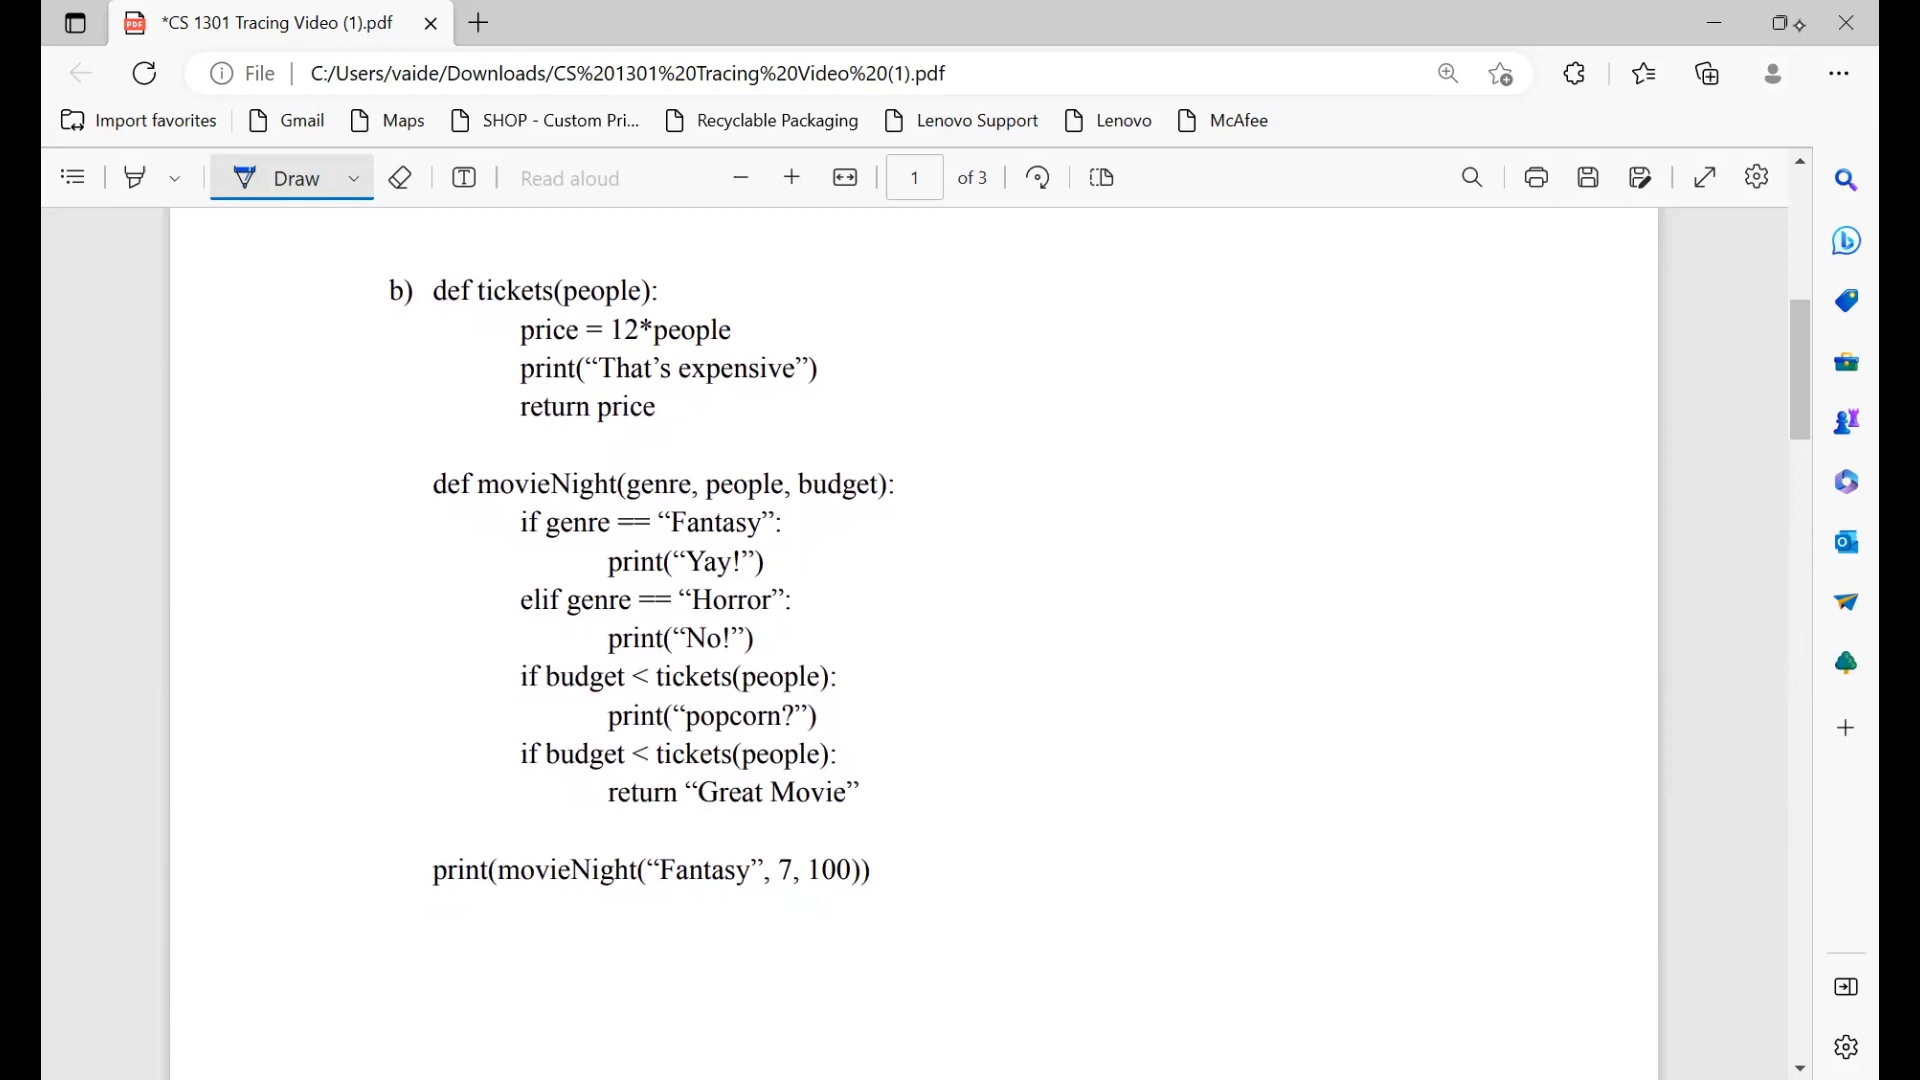 *CS 1301 Tracing Video (1).pdf
File C:/Users/vaide/Downloads/CS%201301%20Tracing%20Video%20(1).pdf
Import favorites Gmail Maps SHOP - Custom Pri... Recyclable Packaging Lenovo Support Lenovo McAfee
Draw T Read aloud 1 of 3
b) def tickets(people):
price = 12*people
print(“That’s expensive”)
return price
def movieNight(genre, people, budget):
if genre == “Fantasy”:
print(“Yay!”)
elif genre == “Horror”:
print(“No!”)
if budget < tickets(people):
print(“popcorn?”)
if budget < tickets(people):
return “Great Movie”
print(movieNight(“Fantasy”, 7, 100))